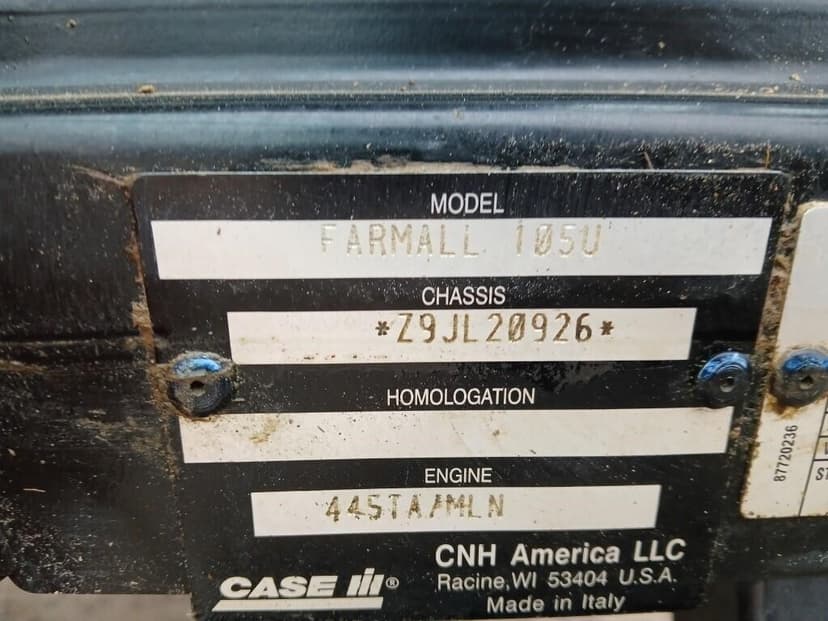 MODEL
FARMALL 105U
CHASSIS
*Z9JL20926*
HOMOLOGATION
ENGINE
445TA/MLN
CNH America LLC
CASE III®
Racine, WI 53404 U.S.A.
Made in Italy
87720236